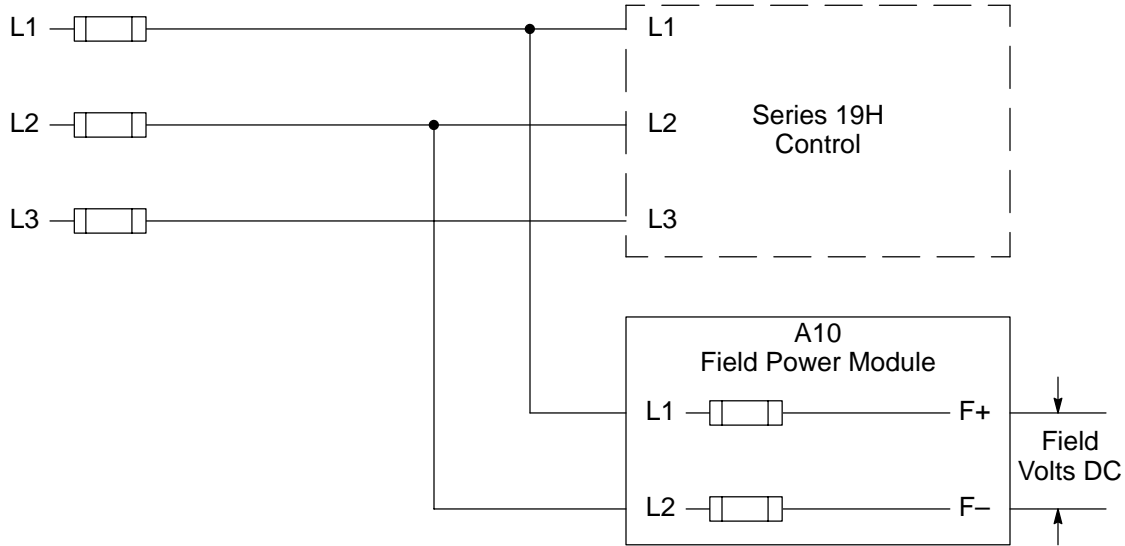 L1
L1
L2
L2
Series 19H
Control
L3
L3
A10
Field Power Module
L1
F+
Field
Volts DC
L2
F–